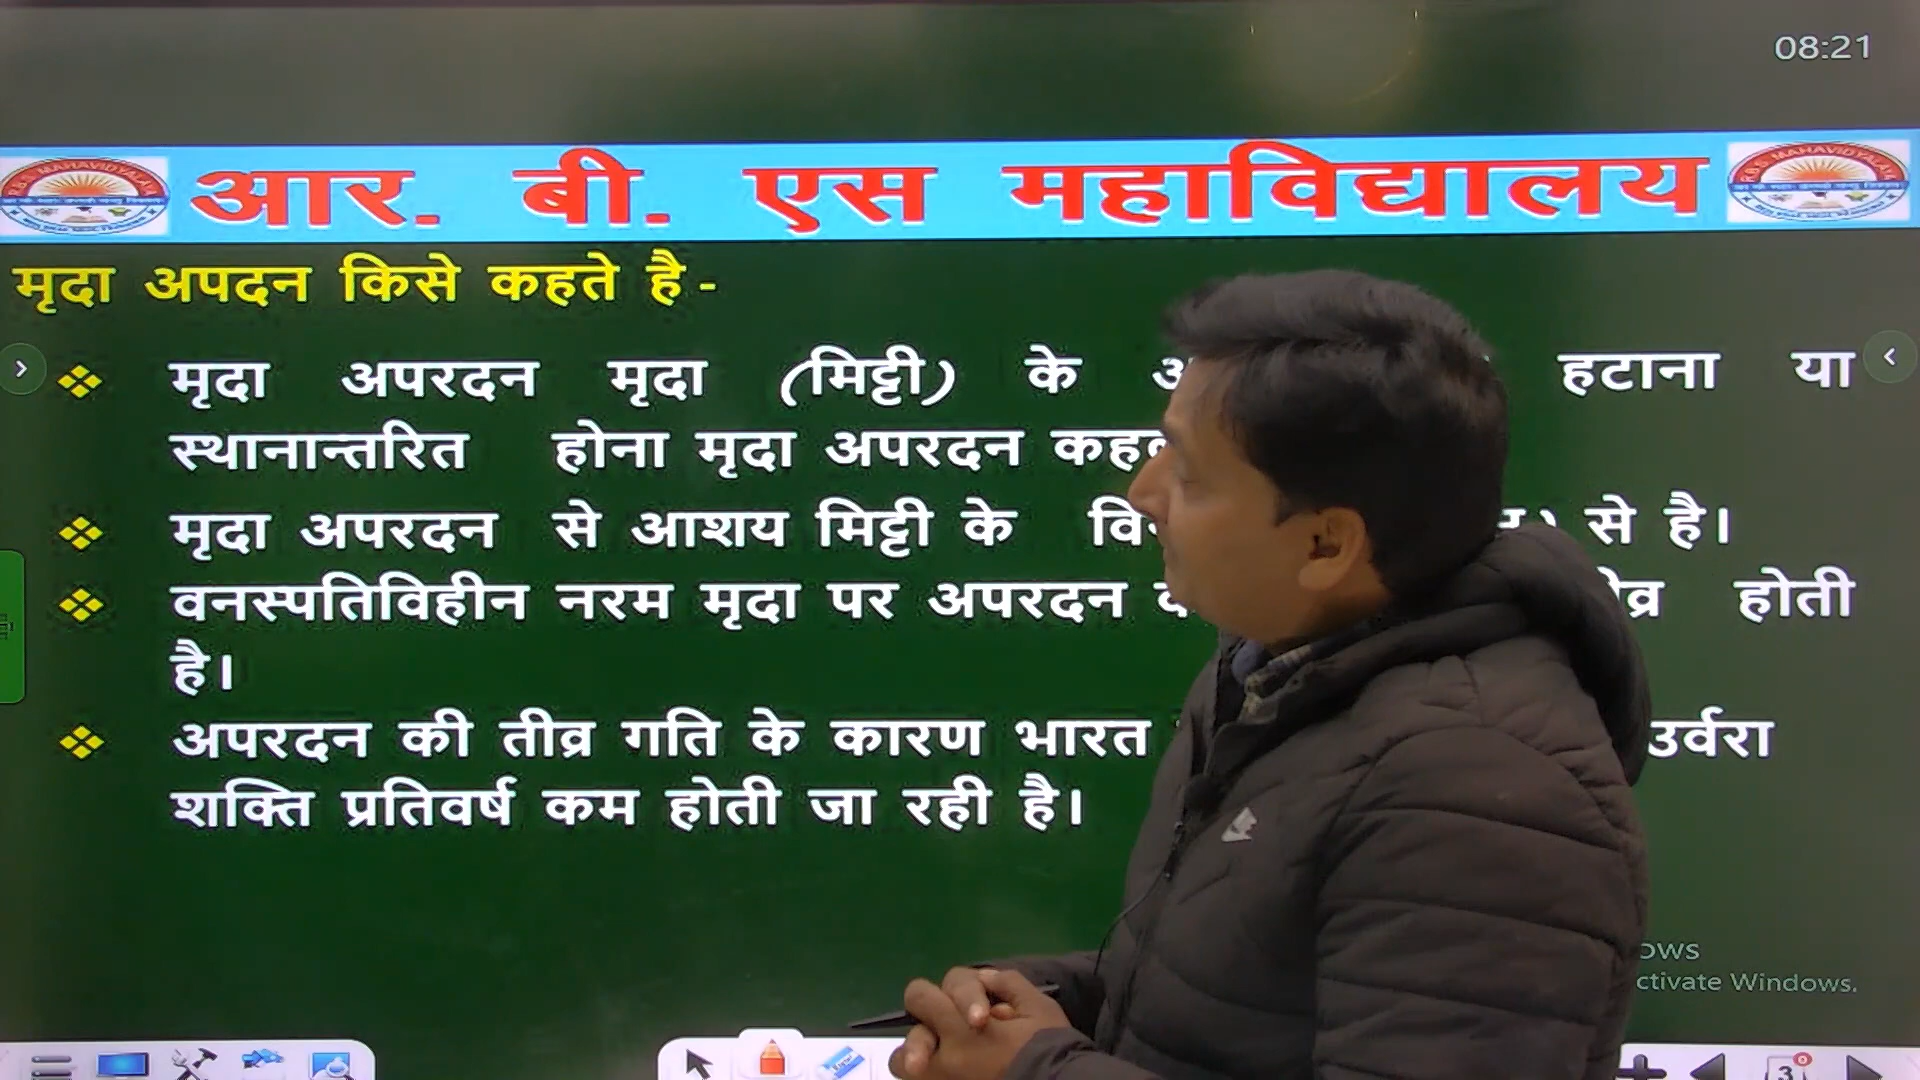 08:21
आर. बी. एस महाविद्यालय
मृदा अपदन किसे कहते है -
मृदा अपरदन मृदा (मिट्टी) के हटाना या
स्थानान्तरित होना मृदा अपरदन
मृदा अपरदन से आशय मिट्टी के से है।
वनस्पतिविहीन नरम मृदा पर अपरदन होती
है।
अपरदन की तीव्र गति के कारण भारत उर्वरा
शक्ति प्रतिवर्ष कम होती जा रही है।
Windows.
3